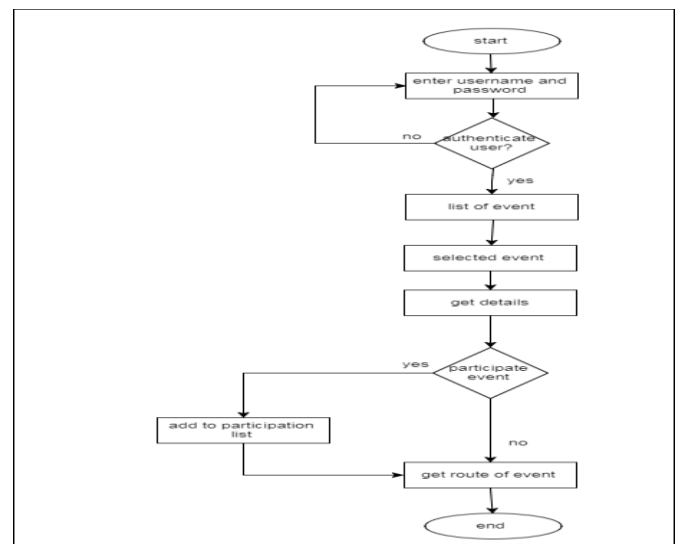 start
enter username and
password
no
authenticate
user?
yes
list of event
selected event
get details
yes
participate
event
add to participation
list
no
get route of event
end